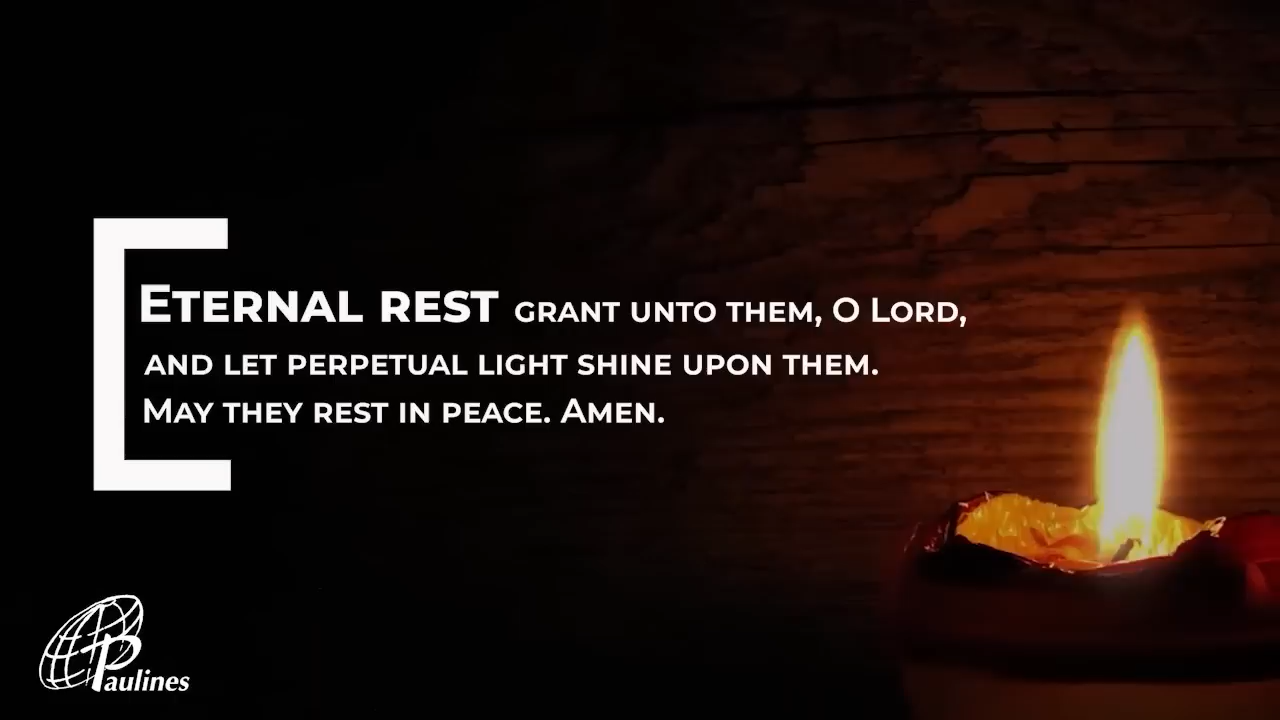 Eternal rest grant unto them, O Lord,
and let perpetual light shine upon them.
May they rest in peace. Amen.
Paulines